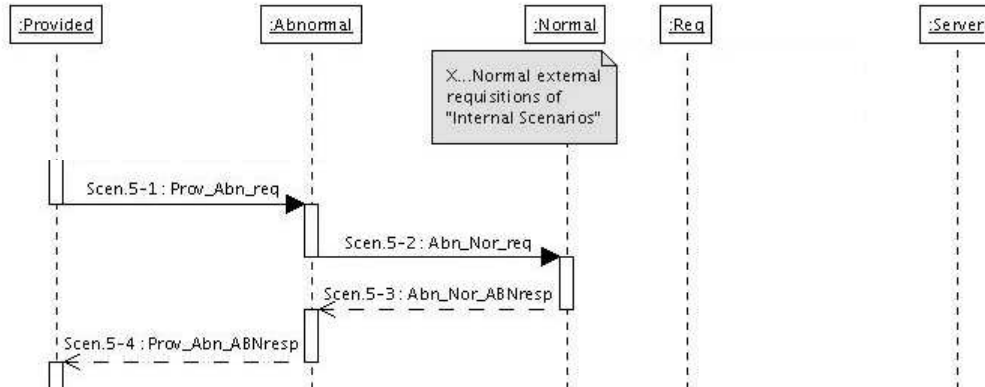 :Provided
:Abnormal
:Normal
:Req
:Server
X...Normal external
requisitions of
"Internal Scenarios"
Scen.5-1 : Prov_Abn_req
Scen.5-2 : Abn_Nor_req
Scen.5-3 : Abn_Nor_ABNresp
Scen.5-4 : Prov_Abn_ABNresp